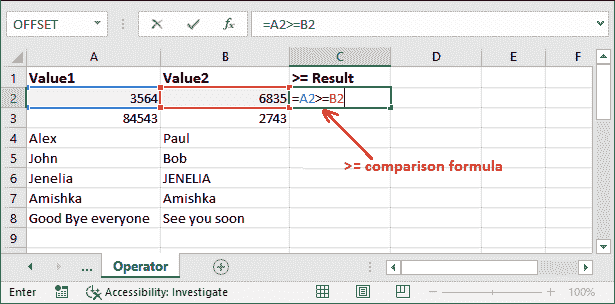 OFFSET =A2>=B2
A B C D E F
1 Value1 Value2 >= Result
2 3564 6835 =A2>=B2
3 84543 2743
4 Alex Paul
5 John Bob
>= comparison formula
6 Jenelia JENELIA
7 Amishka Amishka
8 Good Bye everyone See you soon
9
... Operator
Enter Accessibility: Investigate 100%